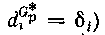 d_i^{G_p^*} = δ_i)